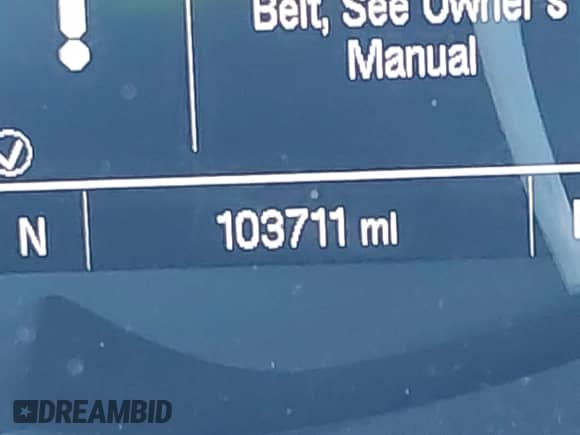 Belt, See Owner's
Manual
N
103711 mi
DREAMBID